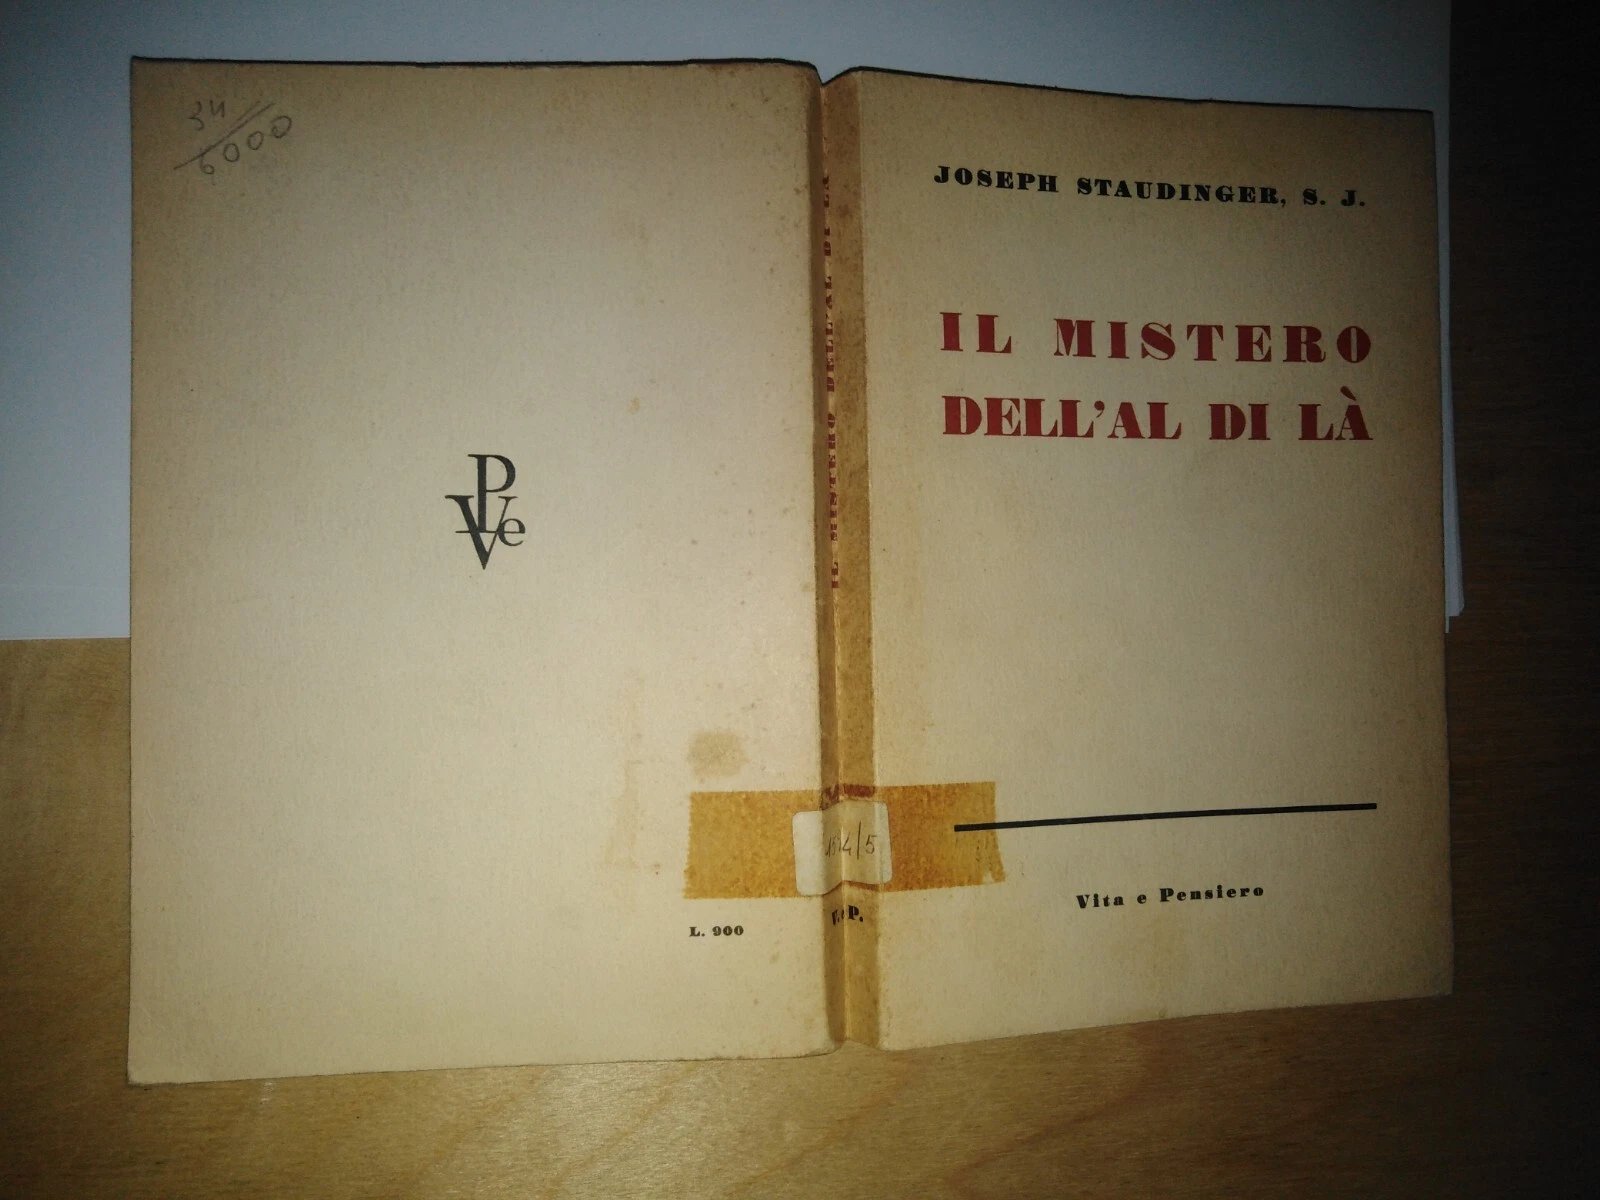 34
6000
PVe
V
L. 900
IL MISTERO DELL'AL DI LÀ
V. e P.
JOSEPH STAUDINGER, S. J.
IL MISTERO
DELL'AL DI LÀ
Vita e Pensiero